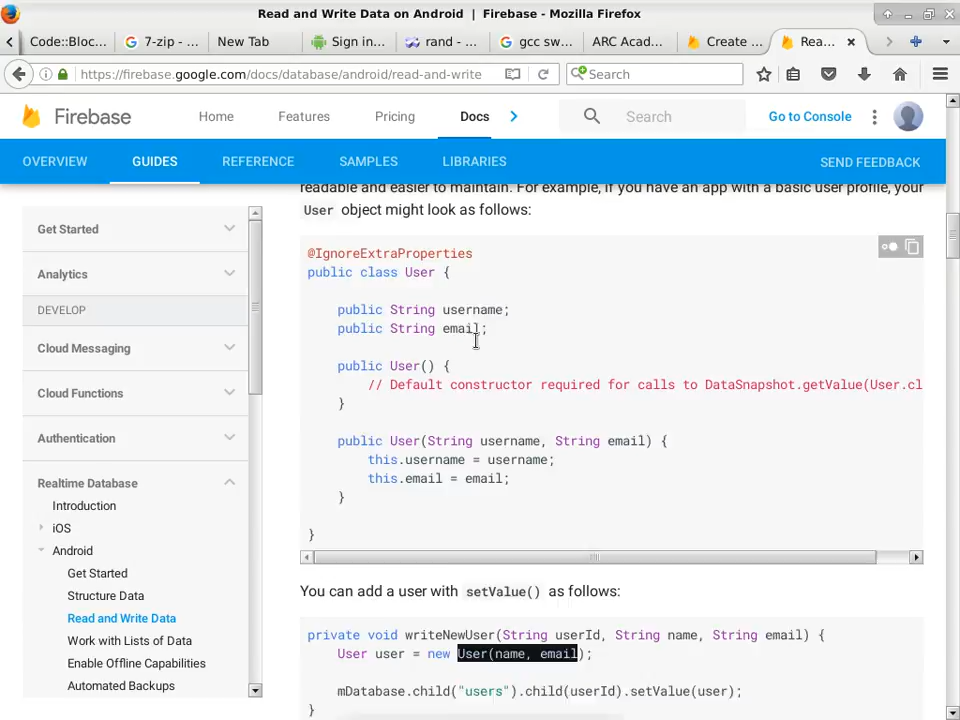 Read and Write Data on Android | Firebase - Mozilla Firefox
Code::Bloc...
7-zip - ...
New Tab
Sign in...
rand - ...
gcc sw...
ARC Acad...
Create ...
Rea...
https://firebase.google.com/docs/database/android/read-and-write
Search
Firebase
Home
Features
Pricing
Docs
Search
Go to Console
OVERVIEW
GUIDES
REFERENCE
SAMPLES
LIBRARIES
SEND FEEDBACK
Get Started
Analytics
DEVELOP
Cloud Messaging
Cloud Functions
Authentication
Realtime Database
Introduction
iOS
Android
Get Started
Structure Data
Read and Write Data
Work with Lists of Data
Enable Offline Capabilities
Automated Backups
readable and easier to maintain. For example, if you have an app with a basic user profile, your
User object might look as follows:
@IgnoreExtraProperties
public class User {
public String username;
public String email;
public User() {
// Default constructor required for calls to DataSnapshot.getValue(User.cl
}
public User(String username, String email) {
this.username = username;
this.email = email;
}
}
You can add a user with setValue() as follows:
private void writeNewUser(String userId, String name, String email) {
User user = new User(name, email);
mDatabase.child("users").child(userId).setValue(user);
}